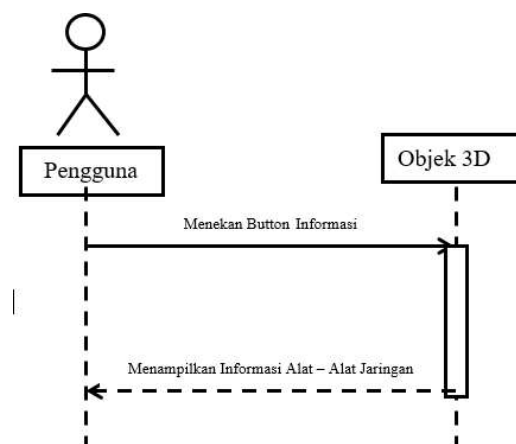 Pengguna
Objek 3D
Menekan Button Informasi
Menampilkan Informasi Alat – Alat Jaringan